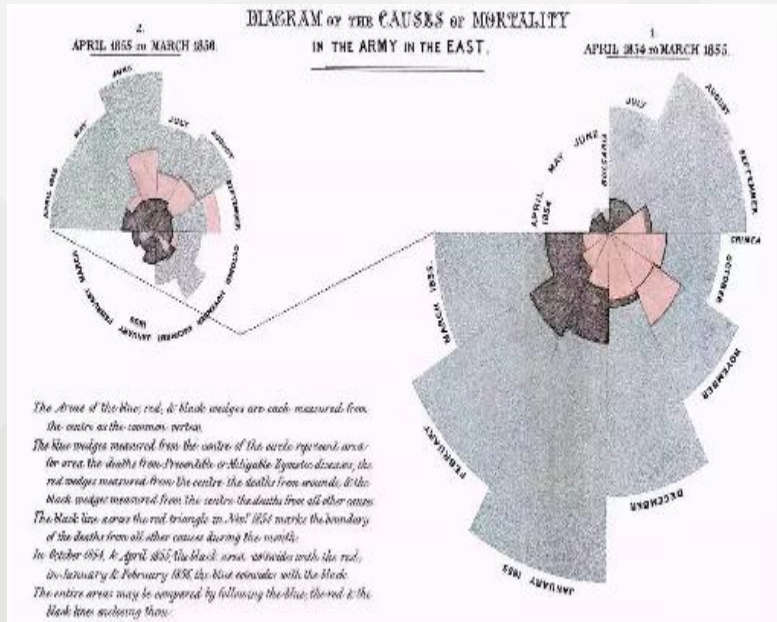 DIAGRAM OF THE CAUSES OF MORTALITY
IN THE ARMY IN THE EAST.
2.
APRIL 1855 TO MARCH 1856.
1.
APRIL 1854 TO MARCH 1855.
APRIL 1855
MAY
JUNE
JULY
AUGUST
SEPTEMBER
OCTOBER
NOVEMBER
DECEMBER
JANUARY
1856
FEBRUARY
MARCH
APRIL
1854
MAY
JUNE
JULY
AUGUST
SEPTEMBER
CRIMEA
OCTOBER
NOVEMBER
DECEMBER
JANUARY 1855
FEBRUARY
MARCH 1855.
The Areas of the blue, red, & black wedges are each measured from
the centre as the common vertex.
The blue wedges measured from the centre of the circle represent area
for area the deaths from Preventible or Mitigable Zymotic diseases, the
red wedges measured from the centre the deaths from wounds, & the
black wedges measured from the centre the deaths from all other causes.
The black line across the red triangle in Novr 1854 marks the boundary
of the deaths from all other causes during the month.
In October 1854, & April 1855, the black area coincides with the red,
in January & February 1856, the blue coincides with the black.
The entire areas may be compared by following the blue, the red & the
black lines enclosing them.